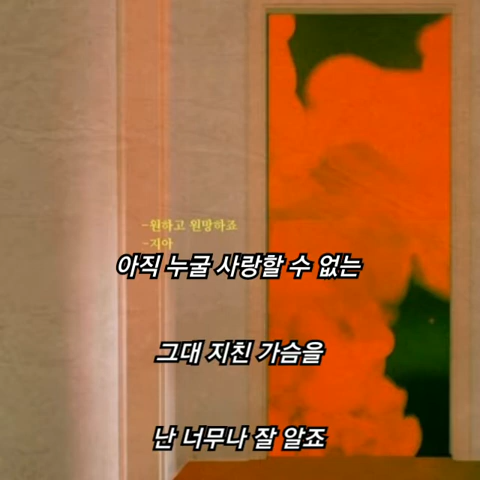 -원하고 원망하죠
-지아
아직 누굴 사랑할 수 없는
그대 지친 가슴을
난 너무나 잘 알죠